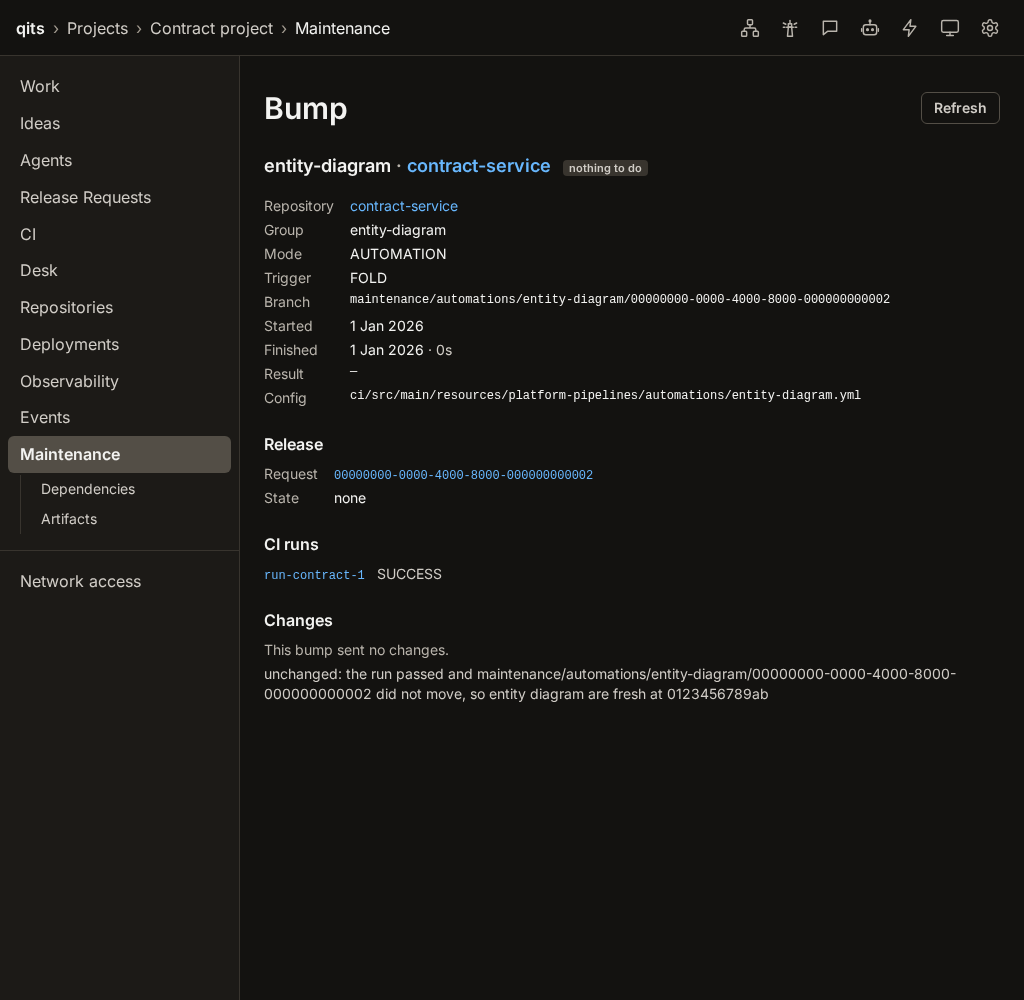 qits › Projects › Contract project › Maintenance
Work
Ideas
Agents
Release Requests
CI
Desk
Repositories
Deployments
Observability
Events
Maintenance
Dependencies
Artifacts
Network access
Bump
Refresh
entity-diagram · contract-service nothing to do
Repository contract-service
Group entity-diagram
Mode AUTOMATION
Trigger FOLD
Branch maintenance/automations/entity-diagram/00000000-0000-4000-8000-000000000002
Started 1 Jan 2026
Finished 1 Jan 2026 · 0s
Result —
Config ci/src/main/resources/platform-pipelines/automations/entity-diagram.yml
Release
Request 00000000-0000-4000-8000-000000000002
State none
CI runs
run-contract-1 SUCCESS
Changes
This bump sent no changes.
unchanged: the run passed and maintenance/automations/entity-diagram/00000000-0000-4000-8000-
000000000002 did not move, so entity diagram are fresh at 0123456789ab